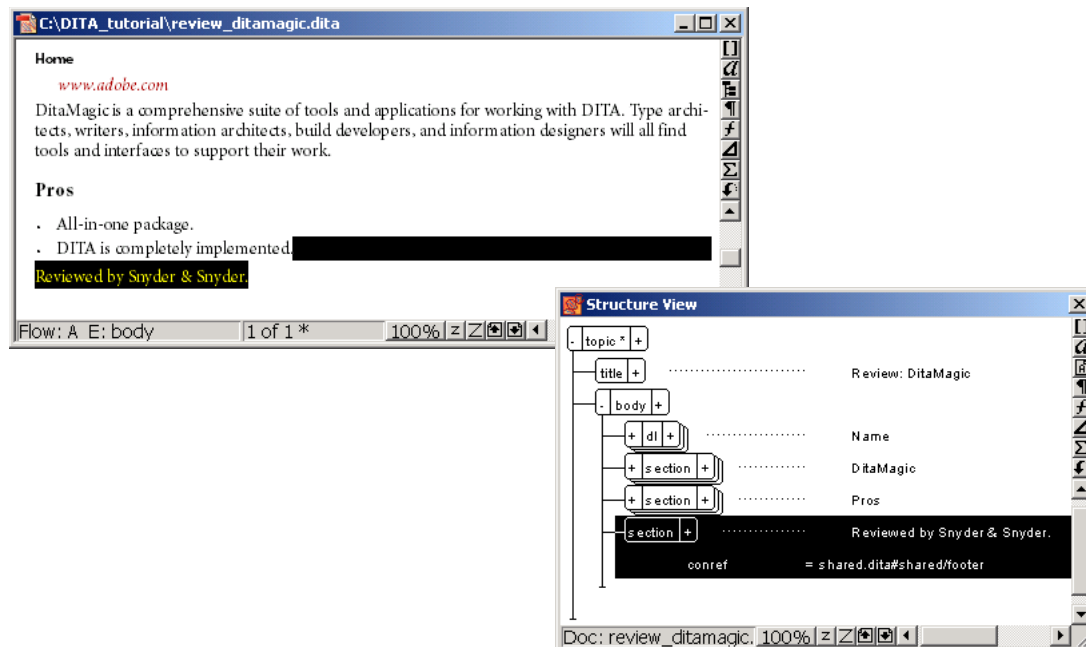 C:\DITA_tutorial\review_ditamagic.dita
Home
www.adobe.com
DitaMagic is a comprehensive suite of tools and applications for working with DITA. Type archi-
tects, writers, information architects, build developers, and information designers will all find
tools and interfaces to support their work.
Pros
. All-in-one package.
. DITA is completely implemented.
Reviewed by Snyder & Snyder.
Flow: A E: body 1 of 1 * 100% z Z
Structure View
- topic * +
title + Review: DitaMagic
- body +
+ dl + Name
+ section + DitaMagic
+ section + Pros
section + Reviewed by Snyder & Snyder.
conref = shared.dita#shared/footer
Doc: review_ditamagic. 100% z Z